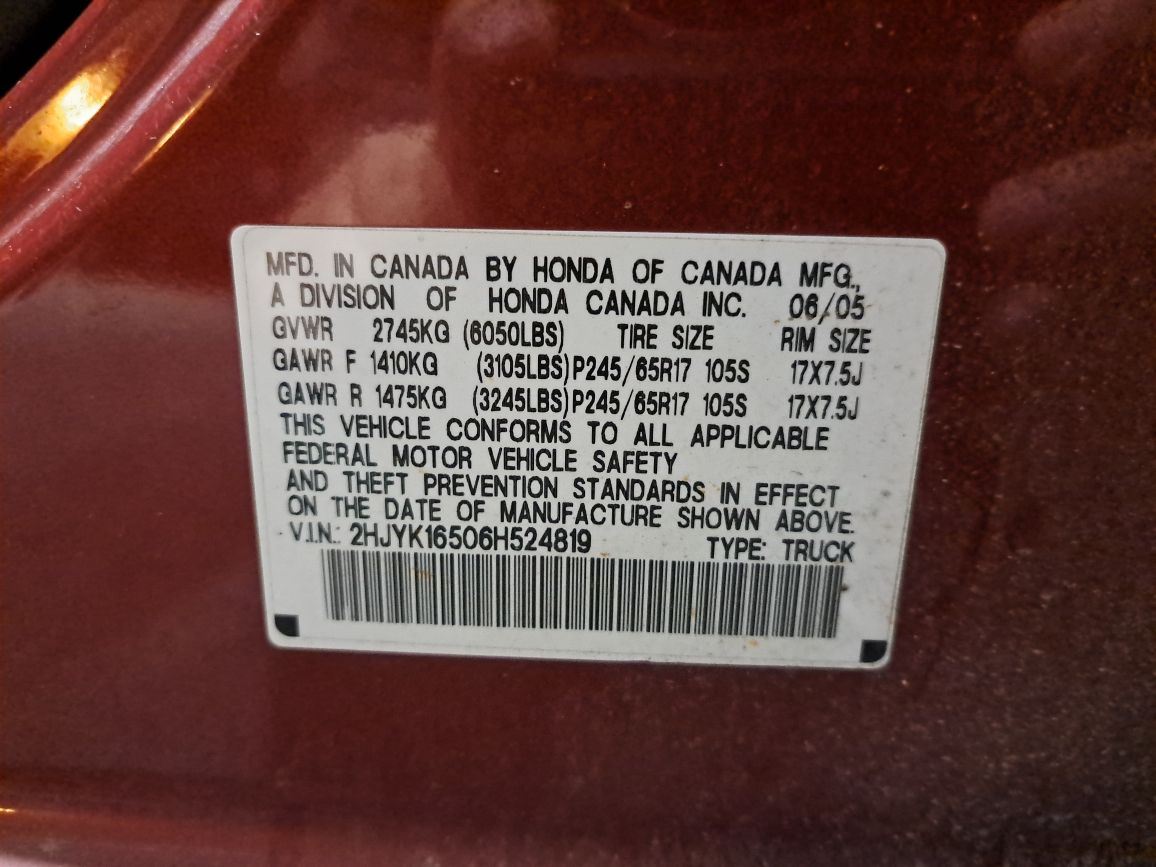 MFD. IN CANADA BY HONDA OF CANADA MFG.,
A DIVISION OF HONDA CANADA INC. 06/05
GVWR 2745KG (6050LBS) TIRE SIZE RIM SIZE
GAWR F 1410KG (3105LBS)P245/65R17 105S 17X7.5J
GAWR R 1475KG (3245LBS)P245/65R17 105S 17X7.5J
THIS VEHICLE CONFORMS TO ALL APPLICABLE
FEDERAL MOTOR VEHICLE SAFETY
AND THEFT PREVENTION STANDARDS IN EFFECT
ON THE DATE OF MANUFACTURE SHOWN ABOVE.
V.I.N.: 2HJYK16506H524819 TYPE: TRUCK